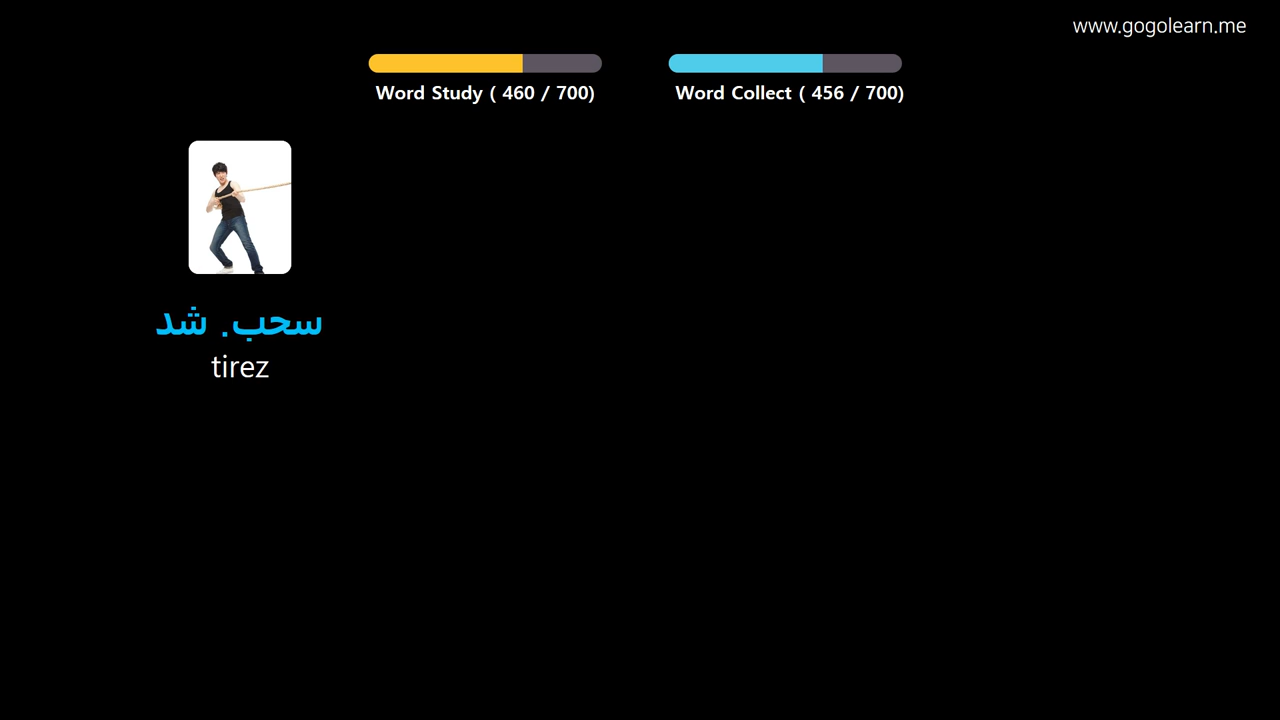 www.gogolearn.me
Word Study ( 460 / 700)
Word Collect ( 456 / 700)
سحب. شد
tirez